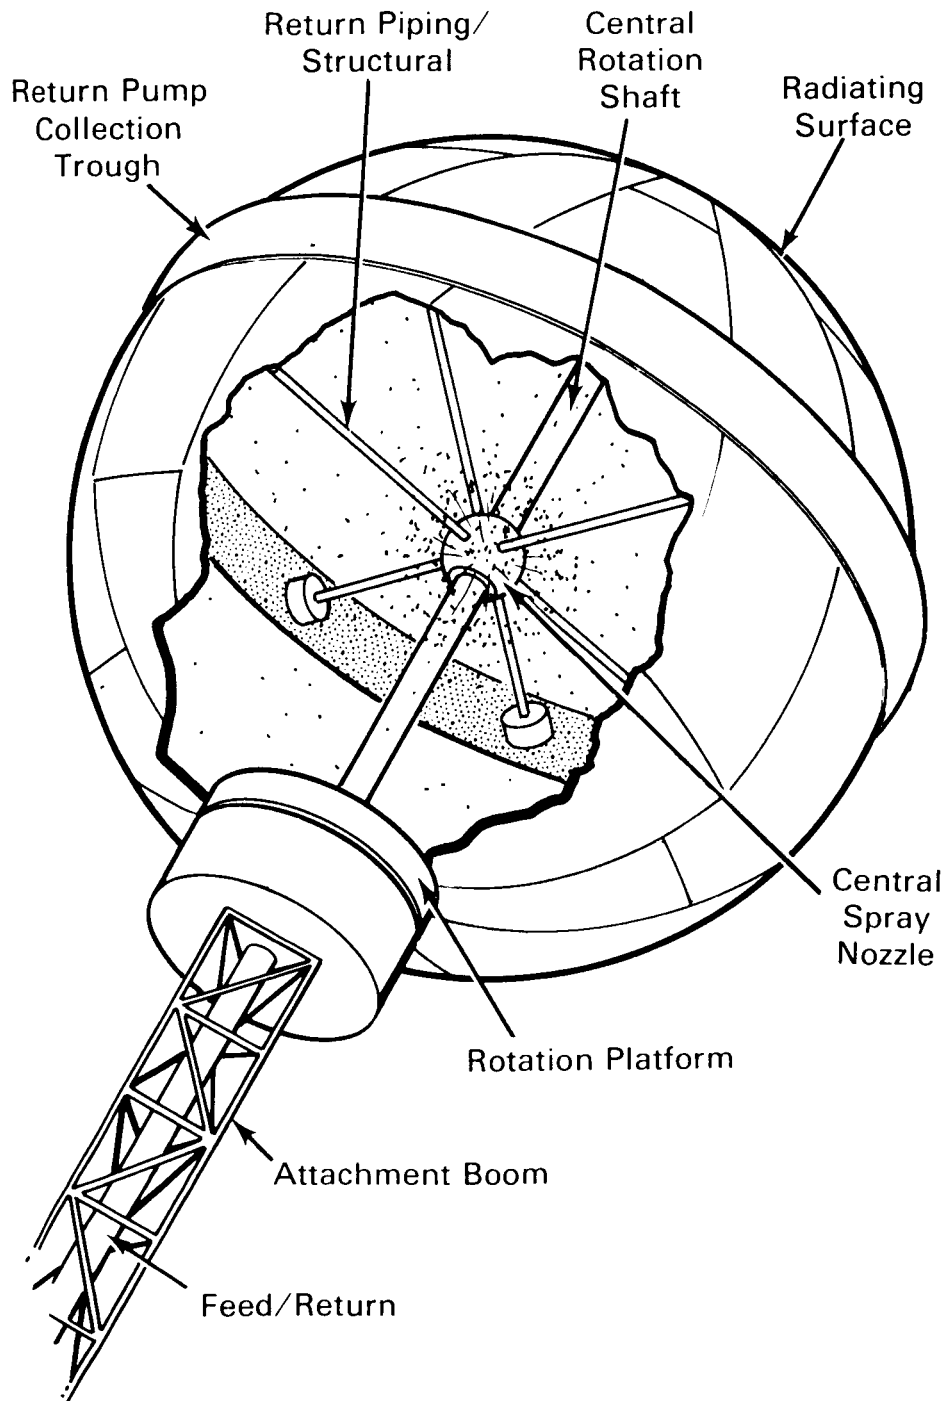 Return Piping/
Structural
Central
Rotation
Shaft
Return Pump
Collection
Trough
Radiating
Surface
Central
Spray
Nozzle
Rotation Platform
Attachment Boom
Feed/Return